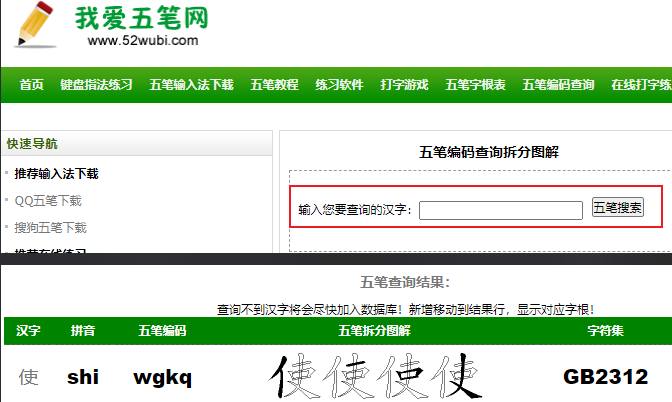 我爱五笔网
www.52wubi.com
首页 键盘指法练习 五笔输入法下载 五笔教程 练习软件 打字游戏 五笔字根表 五笔编码查询 在线打字练
快速导航
推荐输入法下载
QQ五笔下载
搜狗五笔下载
推荐在线练习
五笔编码查询拆分图解
输入您要查询的汉字： 五笔搜索
五笔查询结果：
查询不到汉字将会尽快加入数据库！新增移动到结果行，显示对应字根！
汉字 拼音 五笔编码 五笔拆分图解 字符集
使 shi wgkq 使使使使 GB2312